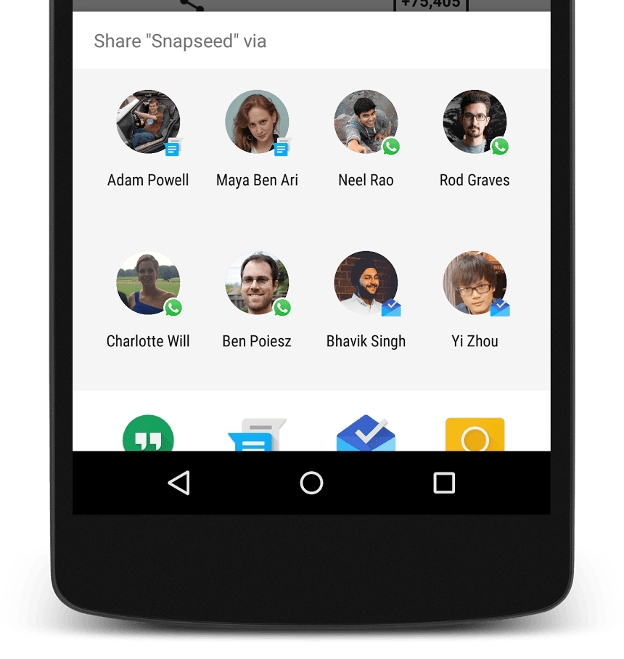 +75,405
Share "Snapseed" via
Adam Powell Maya Ben Ari Neel Rao Rod Graves
Charlotte Will Ben Poiesz Bhavik Singh Yi Zhou